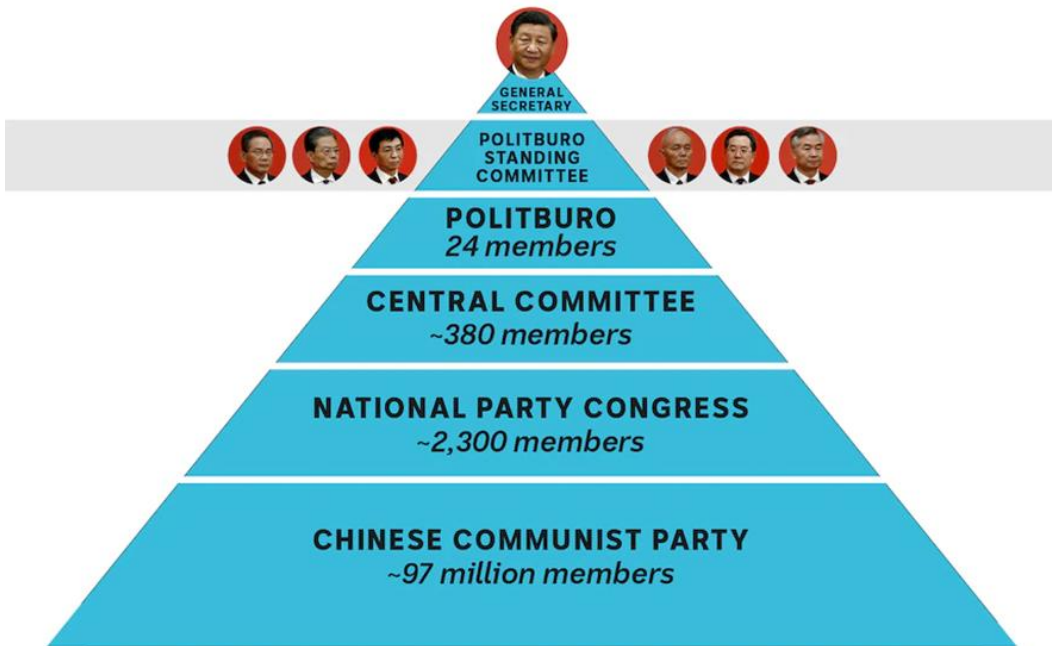 GENERAL
SECRETARY
POLITBURO
STANDING
COMMITTEE
POLITBURO
24 members
CENTRAL COMMITTEE
~380 members
NATIONAL PARTY CONGRESS
~2,300 members
CHINESE COMMUNIST PARTY
~97 million members